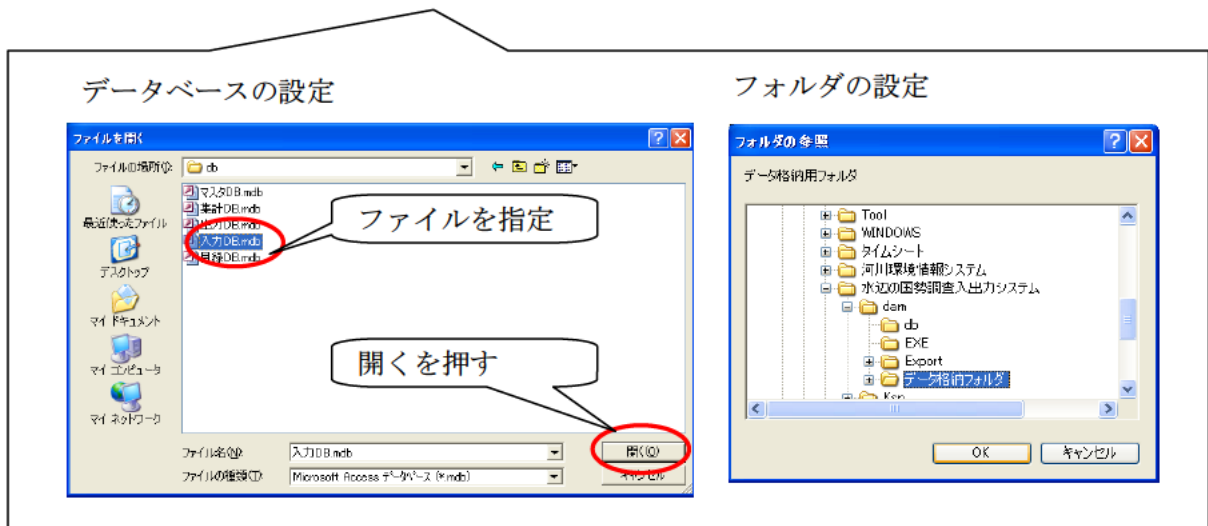 データベースの設定
フォルダの設定
ファイルを開く
ファイルの場所(I):
db
最近使ったファイル
デスクトップ
マイ ドキュメント
マイ コンピュータ
マイ ネットワーク
マスタDB.mdb
集計DB.mdb
出力DB.mdb
入力DB.mdb
目録DB.mdb
ファイルを指定
開くを押す
ファイル名(N):
入力DB.mdb
開く(O)
ファイルの種類(T):
Microsoft Access データベース (*.mdb)
キャンセル
フォルダの参照
データ格納用フォルダ
Tool
WINDOWS
タイムシート
河川環境情報システム
水辺の国勢調査入出力システム
dam
db
EXE
Export
データ格納フォルダ
Ksn
OK
キャンセル